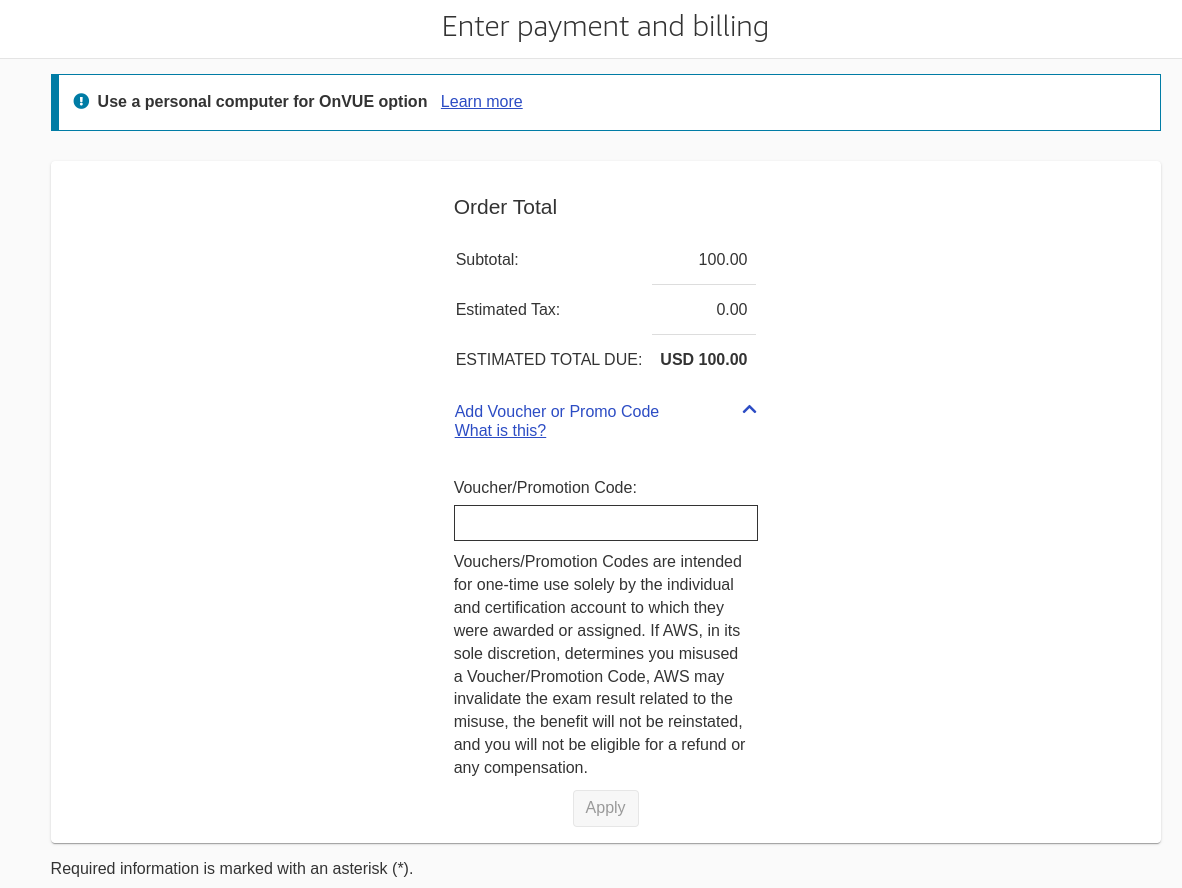 Enter payment and billing
Use a personal computer for OnVUE option Learn more
Order Total
Subtotal: 100.00
Estimated Tax: 0.00
ESTIMATED TOTAL DUE: USD 100.00
Add Voucher or Promo Code
What is this?
Voucher/Promotion Code:
Vouchers/Promotion Codes are intended
for one-time use solely by the individual
and certification account to which they
were awarded or assigned. If AWS, in its
sole discretion, determines you misused
a Voucher/Promotion Code, AWS may
invalidate the exam result related to the
misuse, the benefit will not be reinstated,
and you will not be eligible for a refund or
any compensation.
Apply
Required information is marked with an asterisk (*).